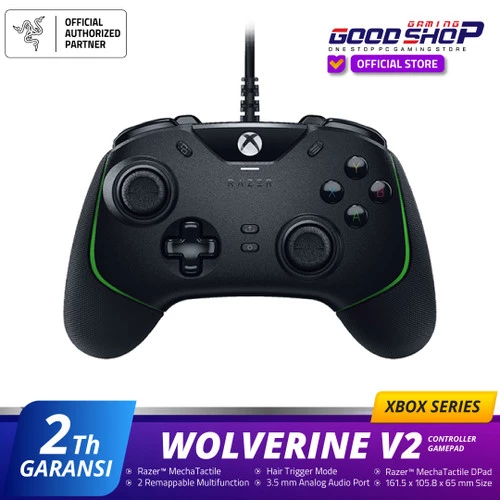 OFFICIAL
AUTHORIZED
PARTNER
GAMING
GOODSHOP
ONE STOP PC GAMING STORE
OFFICIAL STORE
RAZER
Y
X
B
A
XBOX SERIES
2Th
GARANSI
WOLVERINE V2
CONTROLLER
GAMEPAD
Razer™ MechaTactile
Hair Trigger Mode
Razer™ MechaTactile DPad
2 Remappable Multifunction
3.5 mm Analog Audio Port
161.5 x 105.8 x 65 mm Size